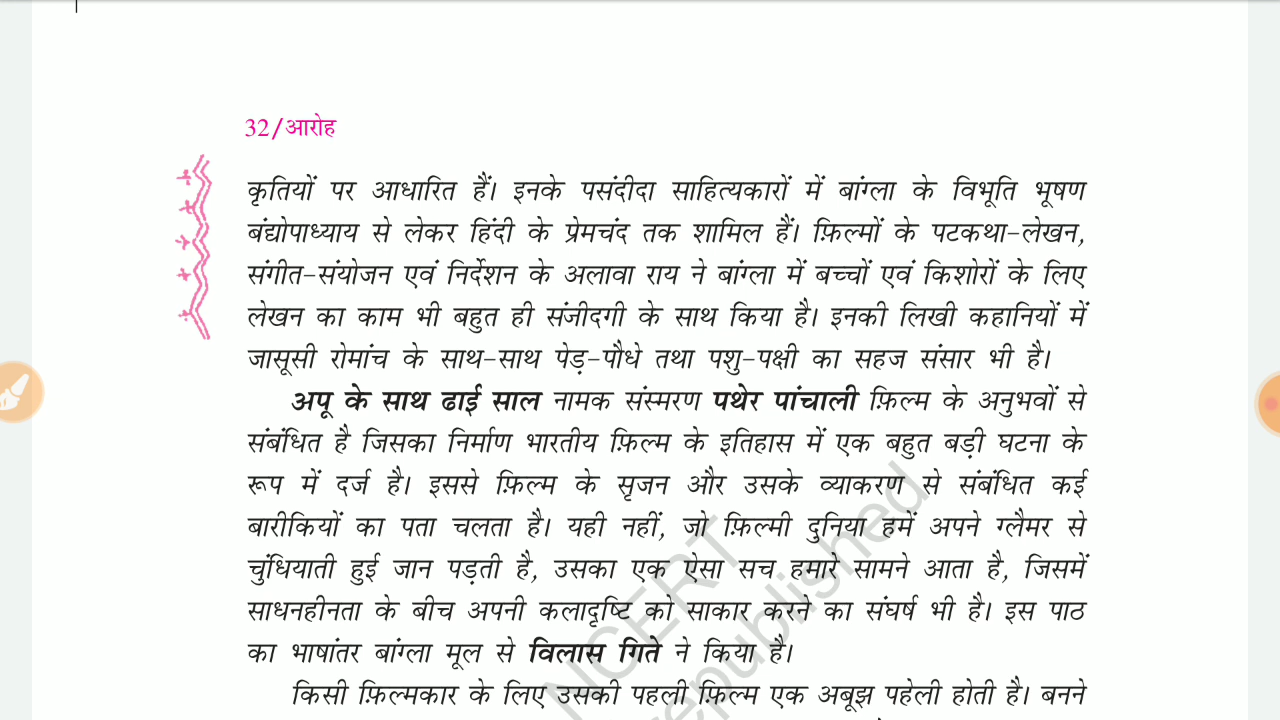 32/आरोह
कृतियों पर आधारित हैं। इनके पसंदीदा साहित्यकारों में बांग्ला के विभूति भूषण
बंद्योपाध्याय से लेकर हिंदी के प्रेमचंद तक शामिल हैं। फ़िल्मों के पटकथा-लेखन,
संगीत-संयोजन एवं निर्देशन के अलावा राय ने बांग्ला में बच्चों एवं किशोरों के लिए
लेखन का काम भी बहुत ही संजीदगी के साथ किया है। इनकी लिखी कहानियों में
जासूसी रोमांच के साथ-साथ पेड़-पौधे तथा पशु-पक्षी का सहज संसार भी है।
अपू के साथ ढाई साल नामक संस्मरण पथेर पांचाली फ़िल्म के अनुभवों से
संबंधित है जिसका निर्माण भारतीय फ़िल्म के इतिहास में एक बहुत बड़ी घटना के
रूप में दर्ज है। इससे फ़िल्म के सृजन और उसके व्याकरण से संबंधित कई
बारीकियों का पता चलता है। यही नहीं, जो फ़िल्मी दुनिया हमें अपने ग्लैमर से
चुंधियाती हुई जान पड़ती है, उसका एक ऐसा सच हमारे सामने आता है, जिसमें
साधनहीनता के बीच अपनी कलादृष्टि को साकार करने का संघर्ष भी है। इस पाठ
का भाषांतर बांग्ला मूल से विलास गिते ने किया है।
किसी फ़िल्मकार के लिए उसकी पहली फ़िल्म एक अबूझ पहेली होती है। बनने
NCERT
republished